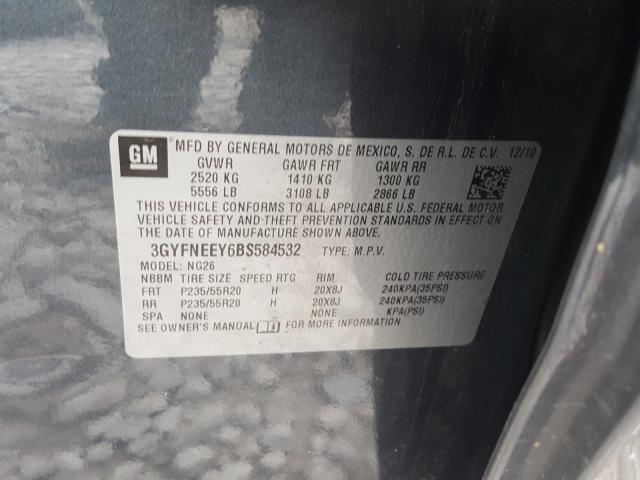 GM
MFD BY GENERAL MOTORS DE MEXICO, S. DE R.L. DE C.V. 12/10
GVWR GAWR FRT GAWR RR
2520 KG 1410 KG 1300 KG
5556 LB 3108 LB 2866 LB
THIS VEHICLE CONFORMS TO ALL APPLICABLE U.S. FEDERAL MOTOR
VEHICLE SAFETY AND THEFT PREVENTION STANDARDS IN EFFECT ON
THE DATE OF MANUFACTURE SHOWN ABOVE.
3GYFNEEY6BS584532 TYPE: M.P.V.
MODEL: NG26
NBBM TIRE SIZE SPEED RTG RIM COLD TIRE PRESSURE
FRT P235/55R20 H 20X8J 240KPA(35PSI)
RR P235/55R20 H 20X8J 240KPA(35PSI)
SPA NONE NONE KPA(PSI)
SEE OWNER'S MANUAL FOR MORE INFORMATION.